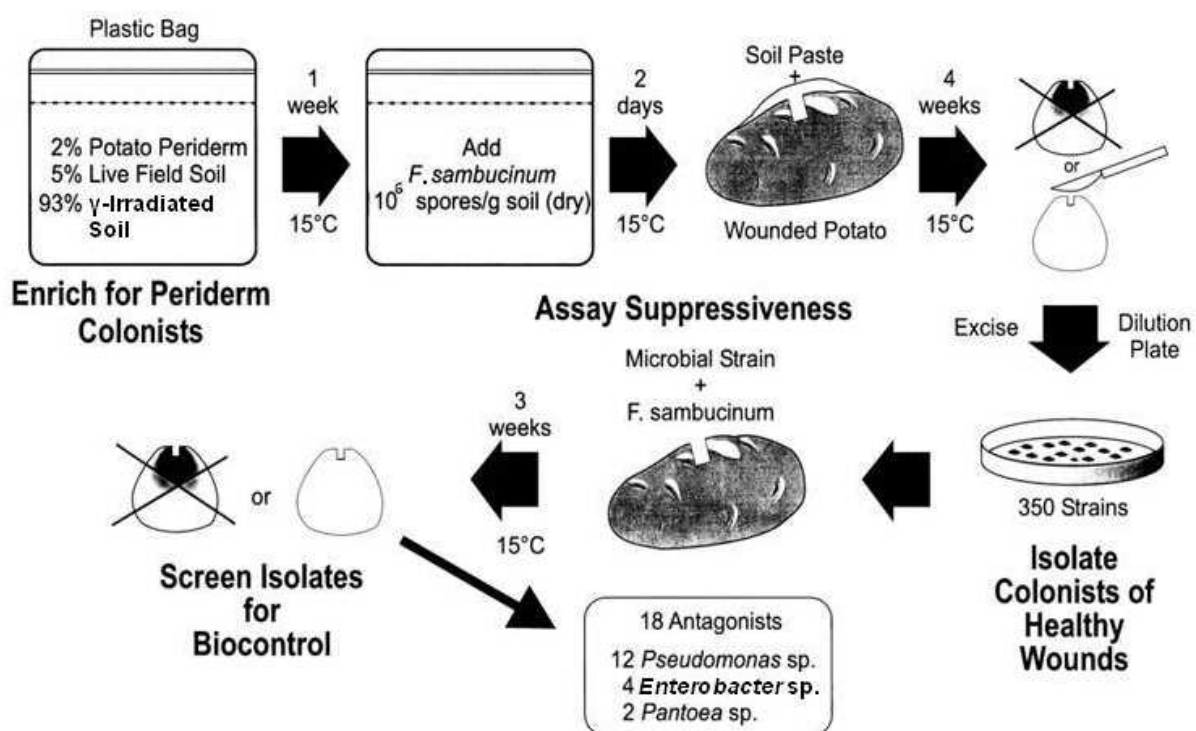 Plastic Bag
2% Potato Periderm
5% Live Field Soil
93% γ-Irradiated
Soil
Enrich for Periderm
Colonists
1
week
15°C
Add
F. sambucinum
10⁶ spores/g soil (dry)
2
days
15°C
Soil Paste
+
Wounded Potato
Assay Suppressiveness
4
weeks
15°C
or
Excise
Dilution
Plate
350 Strains
Isolate
Colonists of
Healthy
Wounds
Microbial Strain
+
F. sambucinum
3
weeks
15°C
or
Screen Isolates
for
Biocontrol
18 Antagonists
12 Pseudomonas sp.
4 Enterobacter sp.
2 Pantoea sp.